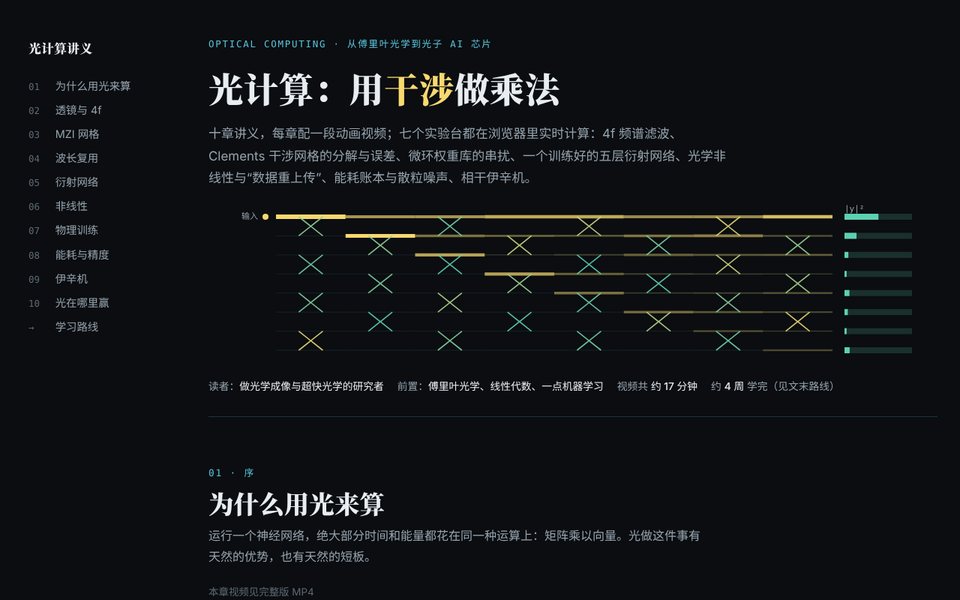 光计算讲义
01 为什么用光来算
02 透镜与 4f
03 MZI 网格
04 波长复用
05 衍射网络
06 非线性
07 物理训练
08 能耗与精度
09 伊辛机
10 光在哪里赢
→ 学习路线
OPTICAL COMPUTING · 从傅里叶光学到光子 AI 芯片
光计算：用干涉做乘法
十章讲义，每章配一段动画视频；七个实验台都在浏览器里实时计算：4f 频谱滤波、
Clements 干涉网格的分解与误差、微环权重库的串扰、一个训练好的五层衍射网络、光学非
线性与“数据重上传”、能耗账本与散粒噪声、相干伊辛机。
输入
|y|²
读者：做光学成像与超快光学的研究者 前置：傅里叶光学、线性代数、一点机器学习 视频共 约 17 分钟 约 4 周 学完（见文末路线）
01 · 序
为什么用光来算
运行一个神经网络，绝大部分时间和能量都花在同一种运算上：矩阵乘以向量。光做这件事有
天然的优势，也有天然的短板。
本章视频见完整版 MP4